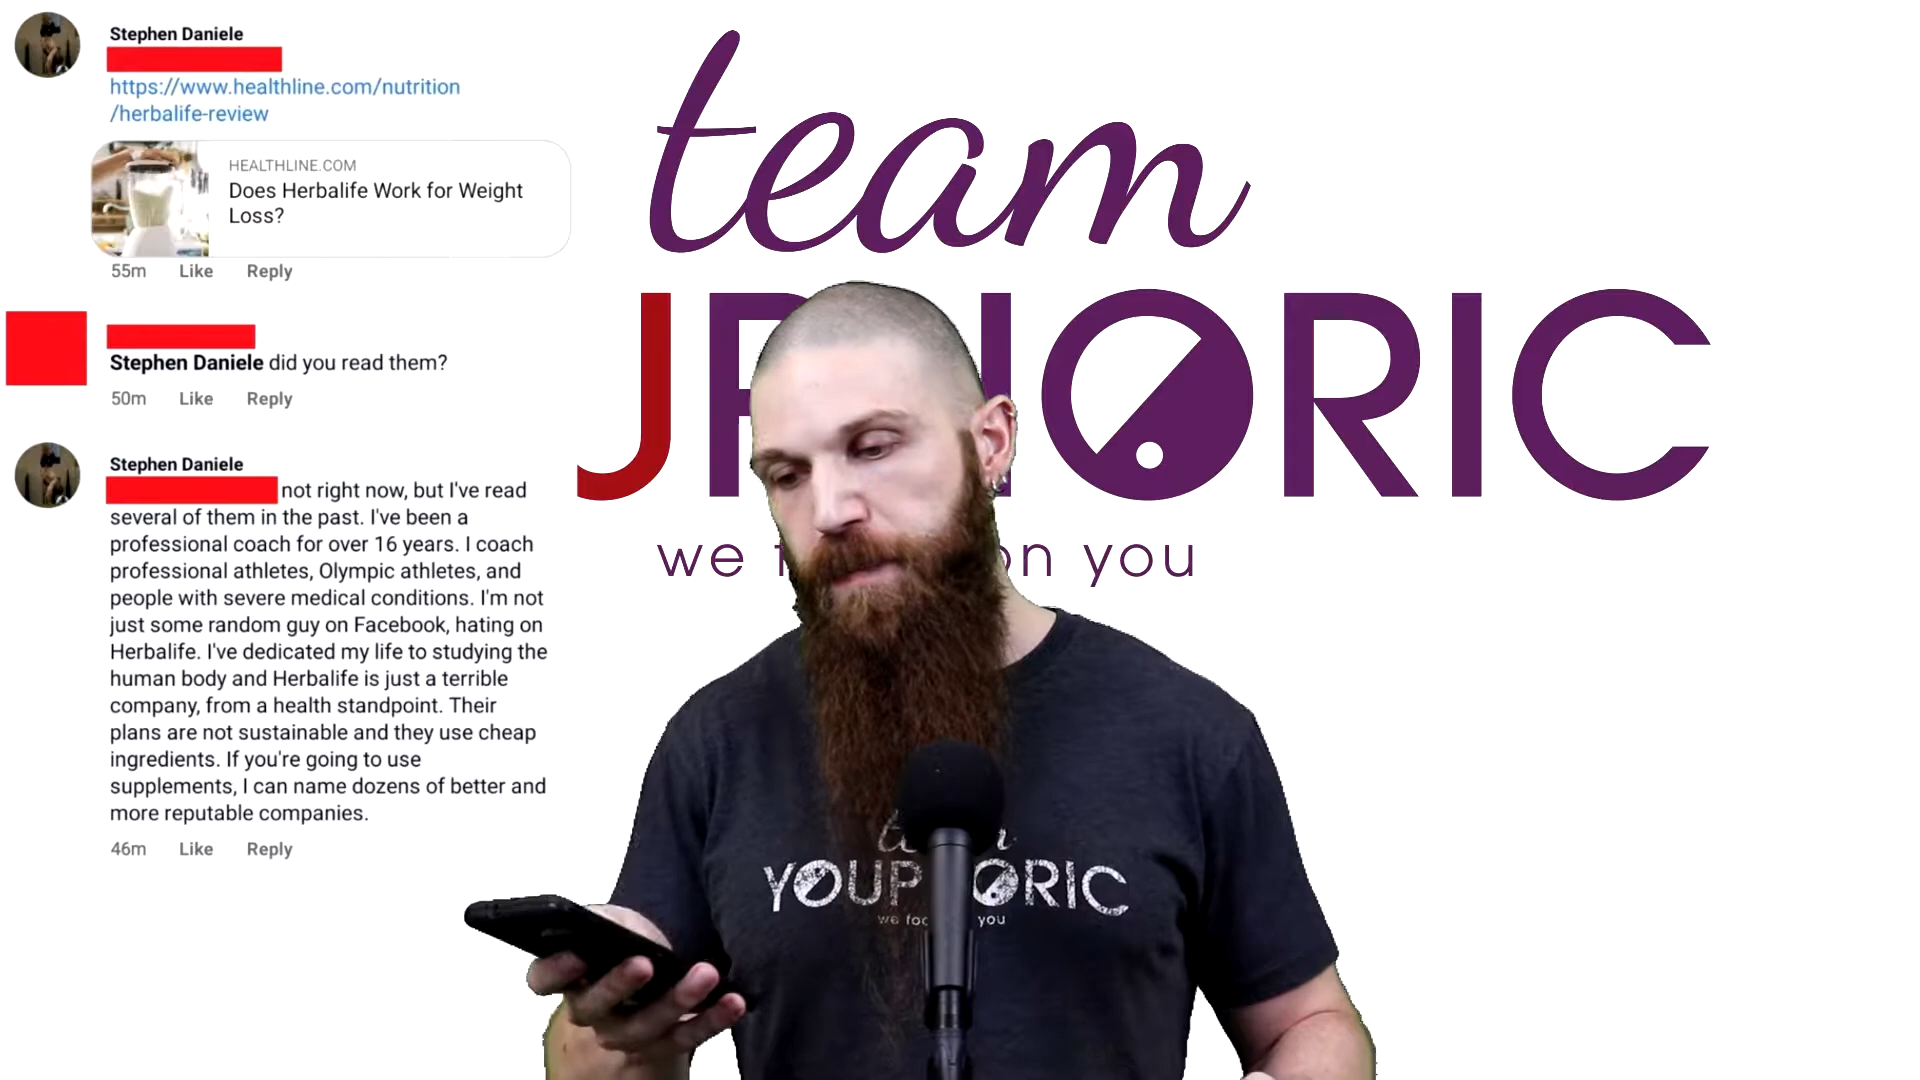 Stephen Daniele
https://www.healthline.com/nutrition
/herbalife-review
HEALTHLINE.COM
Does Herbalife Work for Weight
Loss?
55m Like Reply
Stephen Daniele did you read them?
50m Like Reply
Stephen Daniele
not right now, but I've read
several of them in the past. I've been a
professional coach for over 16 years. I coach
professional athletes, Olympic athletes, and
people with severe medical conditions. I'm not
just some random guy on Facebook, hating on
Herbalife. I've dedicated my life to studying the
human body and Herbalife is just a terrible
company, from a health standpoint. Their
plans are not sustainable and they use cheap
ingredients. If you're going to use
supplements, I can name dozens of better and
more reputable companies.
46m Like Reply
team
we on you
YOUPHORIC
we you